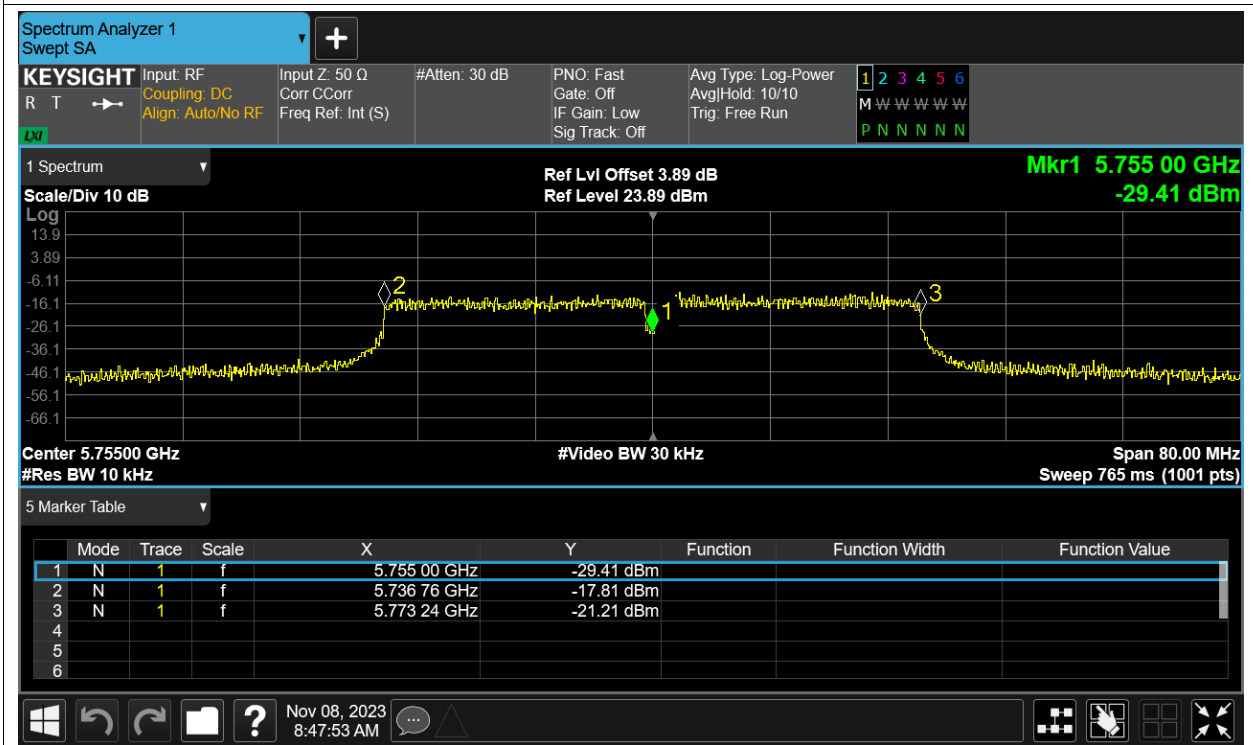 Spectrum Analyzer 1
Swept SA
+
KEYSIGHT Input: RF Input Z: 50 Ω #Atten: 30 dB PNO: Fast Avg Type: Log-Power 1 2 3 4 5 6
R T Coupling: DC Corr CCorr Gate: Off Avg|Hold: 10/10 M W W W W W
Align: Auto/No RF Freq Ref: Int (S) IF Gain: Low Trig: Free Run
LXI Sig Track: Off P N N N N N
1 Spectrum Ref Lvl Offset 3.89 dB Mkr1 5.755 00 GHz
Scale/Div 10 dB Ref Level 23.89 dBm -29.41 dBm
Log
13.9
3.89
-6.11
2 3
-16.1
1
-26.1
-36.1
-46.1
-56.1
-66.1
Center 5.75500 GHz #Video BW 30 kHz Span 80.00 MHz
#Res BW 10 kHz Sweep 765 ms (1001 pts)
5 Marker Table
Mode Trace Scale X Y Function Function Width Function Value
1 N 1 f 5.755 00 GHz -29.41 dBm
2 N 1 f 5.736 76 GHz -17.81 dBm
3 N 1 f 5.773 24 GHz -21.21 dBm
4
5
6
? Nov 08, 2023
8:47:53 AM